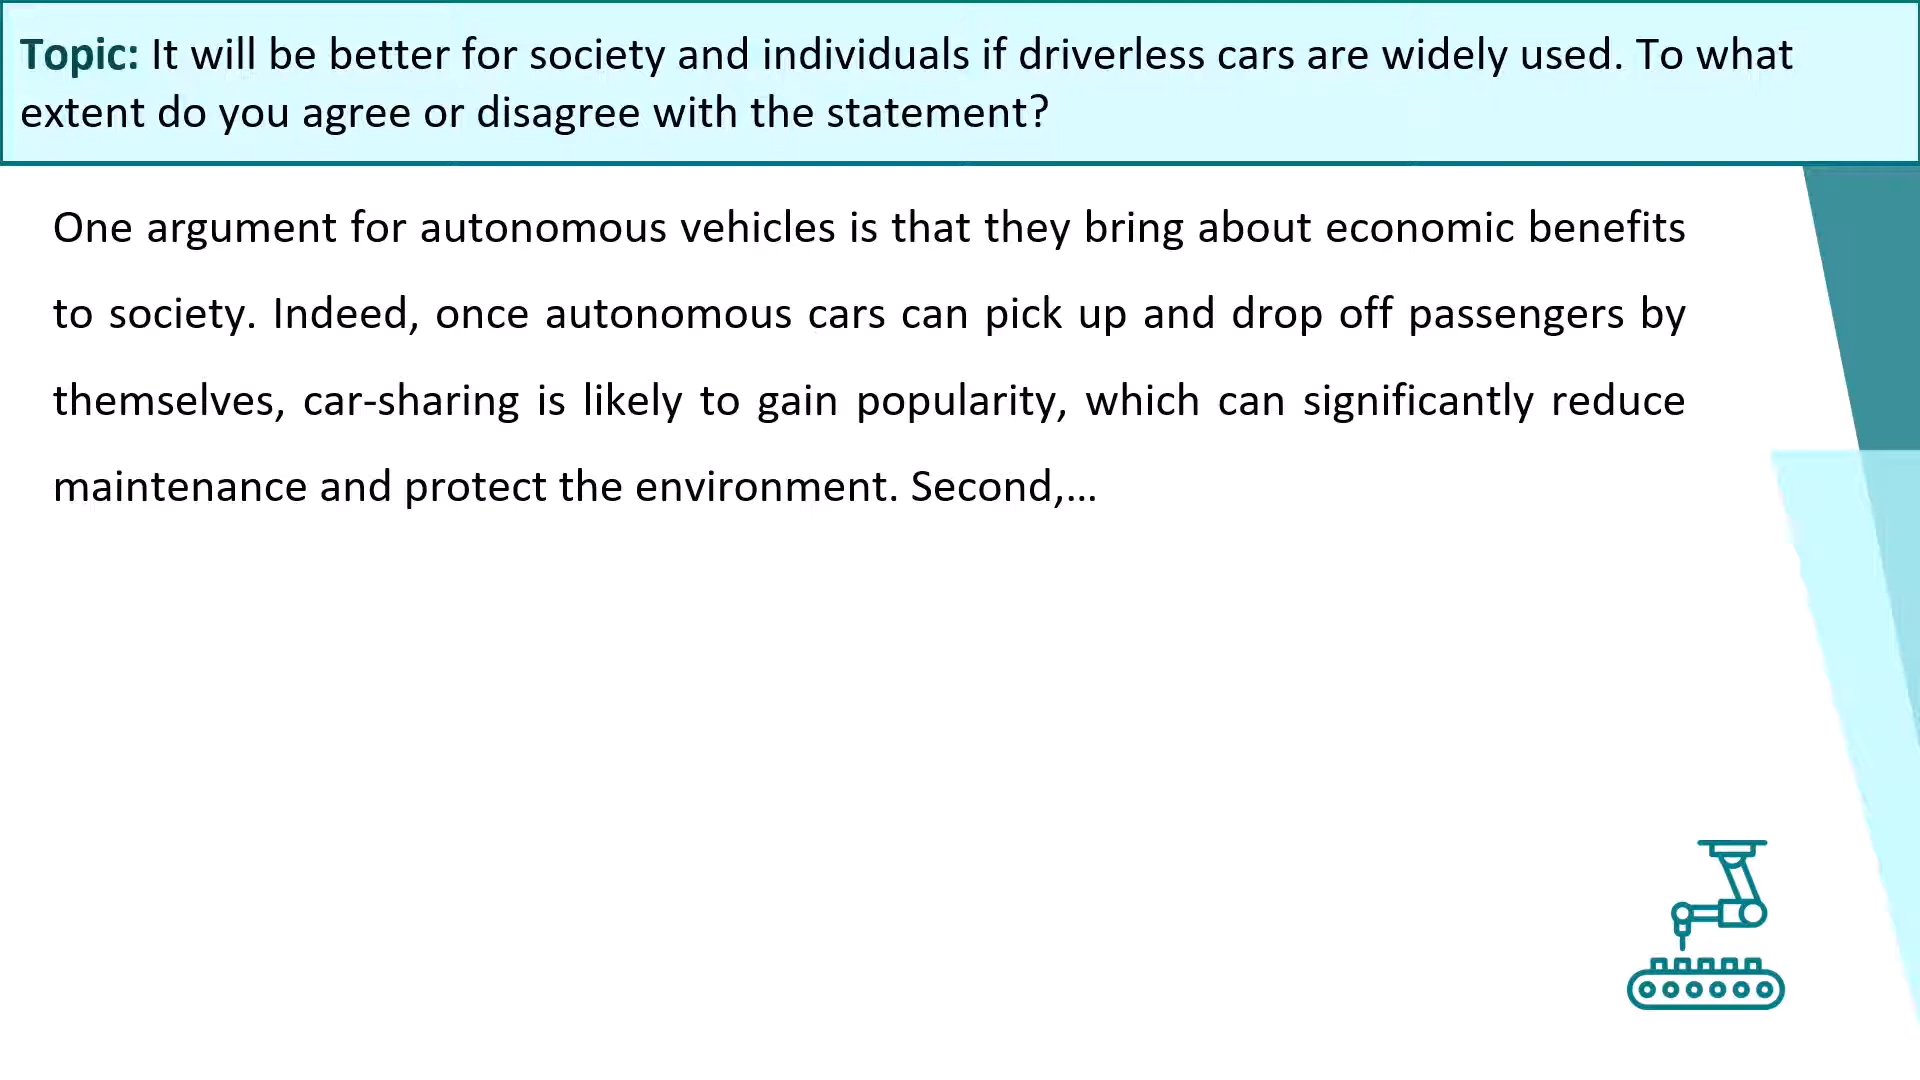 Topic: It will be better for society and individuals if driverless cars are widely used. To what
extent do you agree or disagree with the statement?
One argument for autonomous vehicles is that they bring about economic benefits
to society. Indeed, once autonomous cars can pick up and drop off passengers by
themselves, car-sharing is likely to gain popularity, which can significantly reduce
maintenance and protect the environment. Second,...